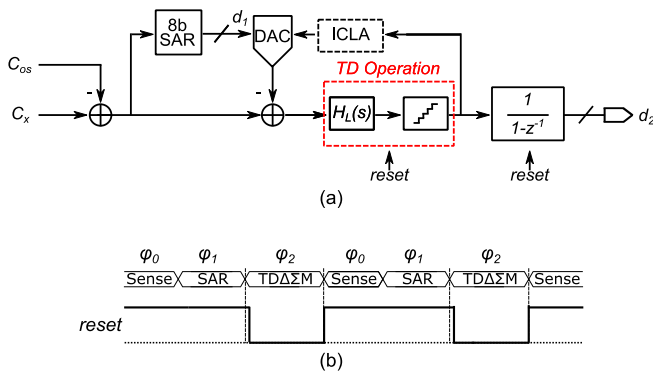 8b
SAR
d₁
DAC
ICLA
TD Operation
Cₒₛ
-
-
Cₓ
H_L(s)
1
1-z⁻¹
d₂
reset
reset
(a)
φ₀ φ₁ φ₂ φ₀ φ₁ φ₂
Sense SAR TDΔΣM Sense SAR TDΔΣM Sense
reset
(b)